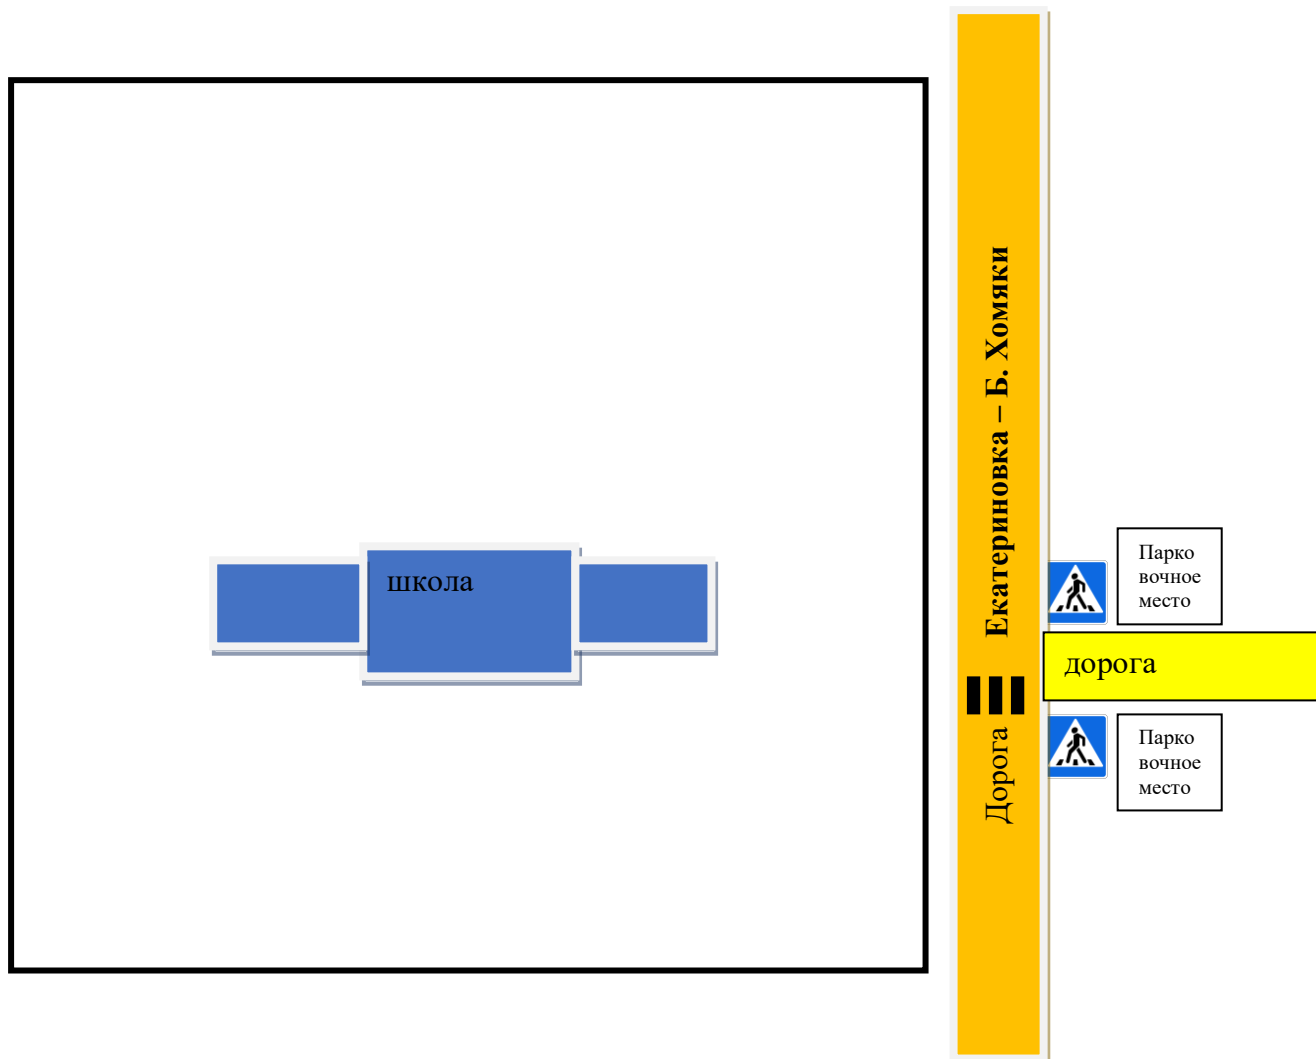 школа
Дорога Екатериновка – Б. Хомяки
Парко
вочное
место
дорога
Парко
вочное
место